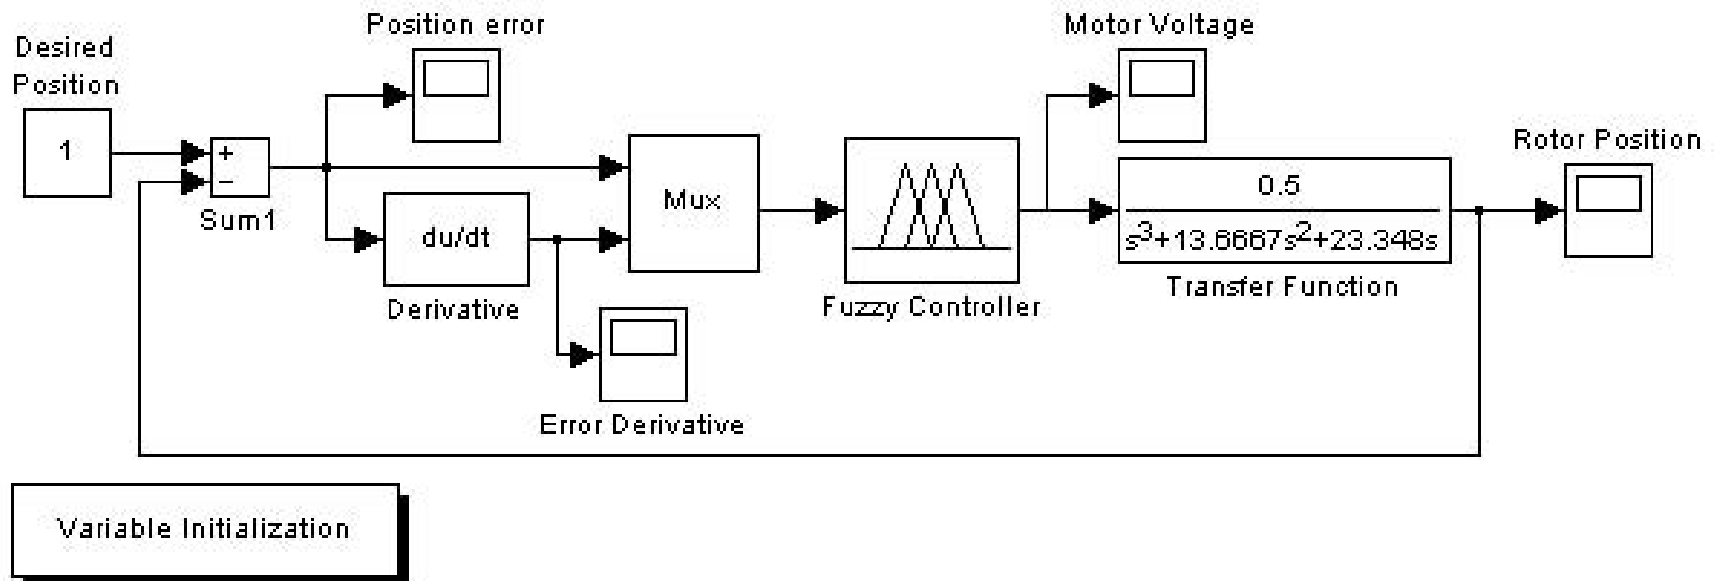 Desired
Position
1
+
−
Sum1
Position error
du/dt
Derivative
Error Derivative
Mux
Fuzzy Controller
Motor Voltage
0.5
s³+13.6667s²+23.348s
Transfer Function
Rotor Position
Variable Initialization